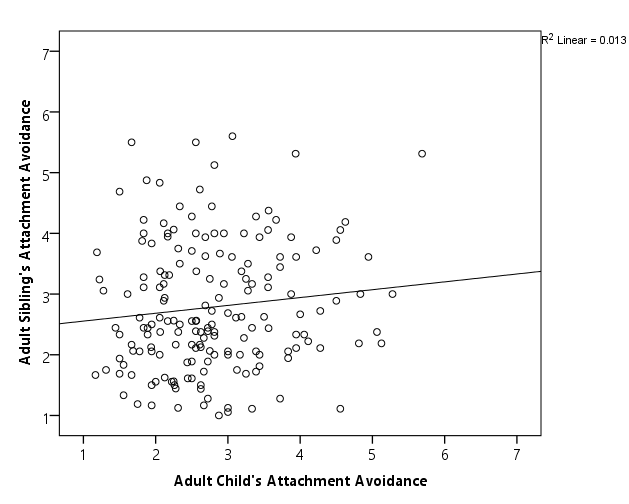 R² Linear = 0.013
7
6
5
4
3
2
1
Adult Sibling's Attachment Avoidance
1 2 3 4 5 6 7
Adult Child's Attachment Avoidance